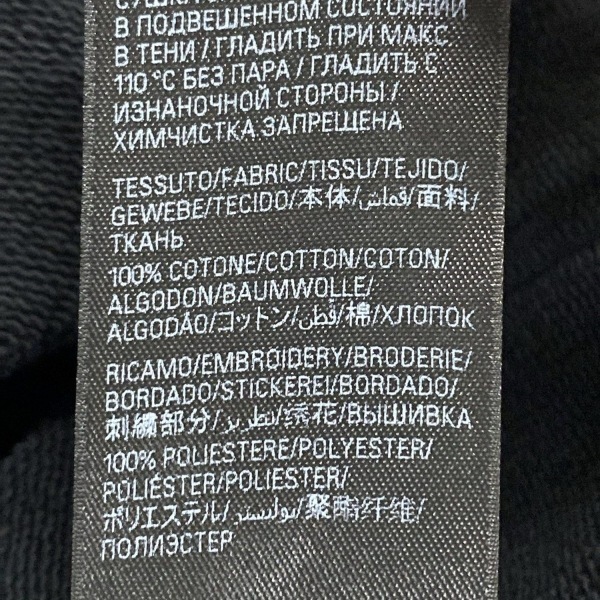 СУШКА
В ПОДВЕШЕННОМ СОСТОЯНИИ
В ТЕНИ / ГЛАДИТЬ ПРИ МАКС
110 °C БЕЗ ПАРА / ГЛАДИТЬ С
ИЗНАНОЧНОЙ СТОРОНЫ /
ХИМЧИСТКА ЗАПРЕЩЕНА
TESSUTO/FABRIC/TISSU/TEJIDO/
GEWEBE/TECIDO/本体/قماش/面料/
ТКАНЬ
100% COTONE/COTTON/COTON/
ALGODON/BAUMWOLLE/
ALGODÃO/コットン/قطن/棉/ХЛОПОК
RICAMO/EMBROIDERY/BRODERIE/
BORDADO/STICKEREI/BORDADO/
刺繍部分/تطريز/绣花/ВЫШИВКА
100% POLIESTERE/POLYESTER/
POLIÉSTER/POLIESTER/
ポリエステル/بوليستر/聚酯纤维/
ПОЛИЭСТЕР